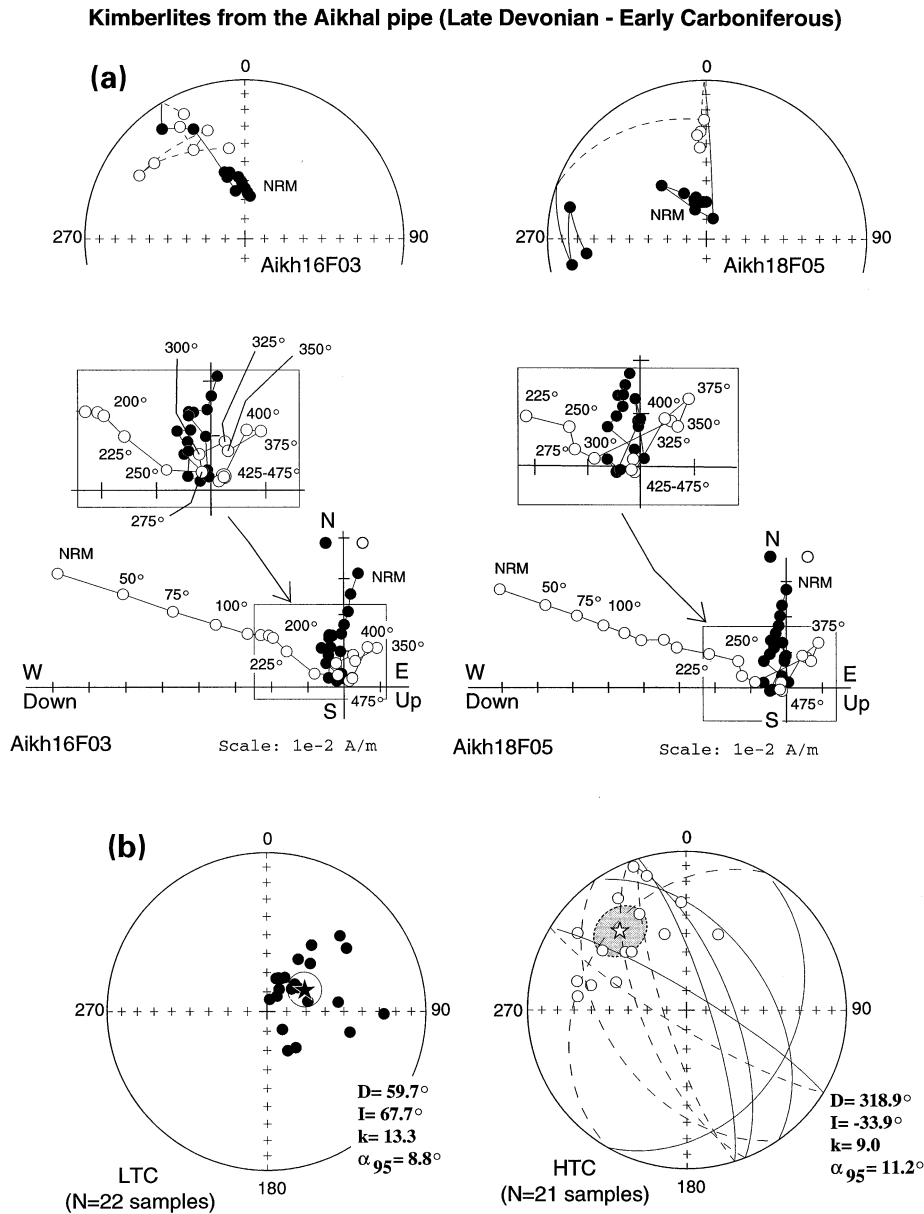 Kimberlites from the Aikhal pipe (Late Devonian - Early Carboniferous)
(a)
0
NRM
270
90
Aikh16F03
0
NRM
270
90
Aikh18F05
300°
325°
350°
200°
400°
225°
375°
250°
425-475°
275°
375°
225°
250°
400°
350°
275°
300°
325°
425-475°
N
NRM
NRM
50°
75°
100°
200°
400°
350°
225°
W
E
Down
475°
Up
S
Aikh16F03
Scale: 1e-2 A/m
N
NRM
NRM
50°
75°
100°
375°
250°
225°
W
E
Down
475°
Up
S
Aikh18F05
Scale: 1e-2 A/m
(b)
0
270
90
D= 59.7°
I= 67.7°
k= 13.3
α95= 8.8°
LTC
(N=22 samples)
180
0
270
90
D= 318.9°
I= -33.9°
k= 9.0
α95= 11.2°
HTC
(N=21 samples)
180